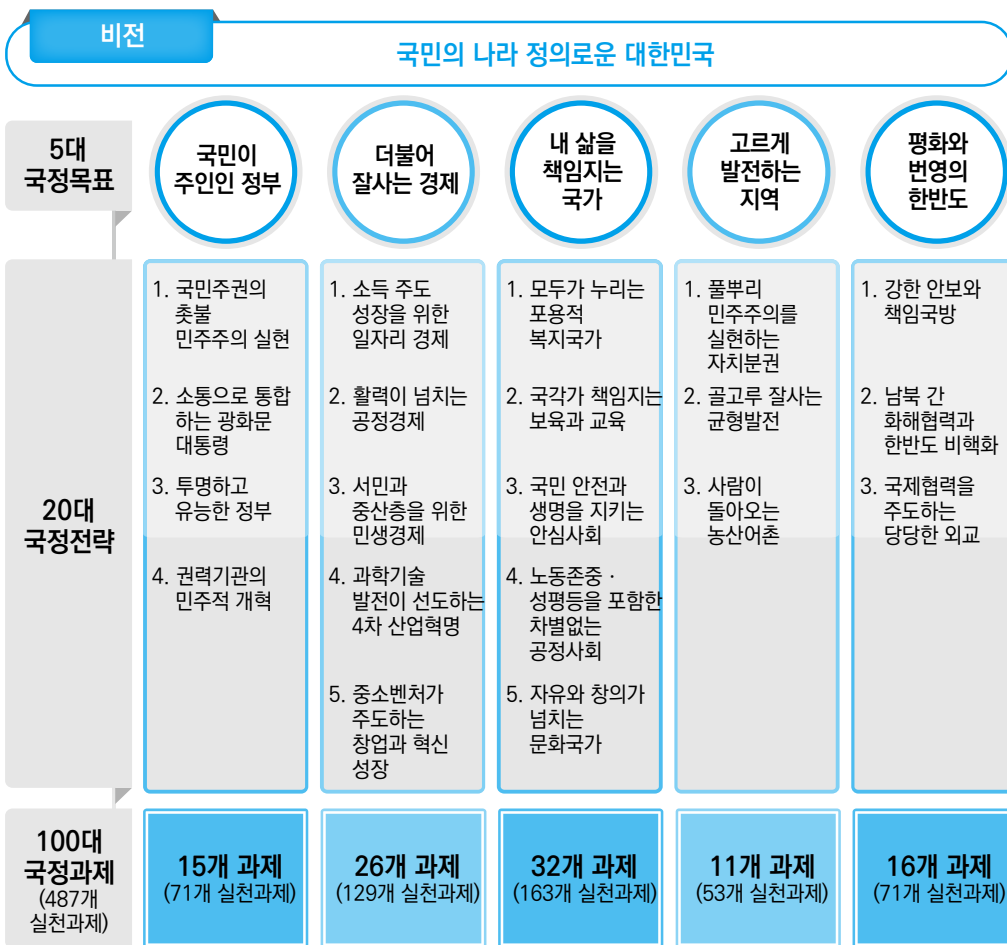 비전
국민의 나라 정의로운 대한민국
5대
국정목표
국민이
주인인 정부
더불어
잘사는 경제
내 삶을
책임지는
국가
고르게
발전하는
지역
평화와
번영의
한반도
20대
국정전략
1. 국민주권의
촛불
민주주의 실현
2. 소통으로 통합
하는 광화문
대통령
3. 투명하고
유능한 정부
4. 권력기관의
민주적 개혁
1. 소득 주도
성장을 위한
일자리 경제
2. 활력이 넘치는
공정경제
3. 서민과
중산층을 위한
민생경제
4. 과학기술
발전이 선도하는
4차 산업혁명
5. 중소벤처가
주도하는
창업과 혁신
성장
1. 모두가 누리는
포용적
복지국가
2. 국각가 책임지는
보육과 교육
3. 국민 안전과
생명을 지키는
안심사회
4. 노동존중 ·
성평등을 포함한
차별없는
공정사회
5. 자유와 창의가
넘치는
문화국가
1. 풀뿌리
민주주의를
실현하는
자치분권
2. 골고루 잘사는
균형발전
3. 사람이
돌아오는
농산어촌
1. 강한 안보와
책임국방
2. 남북 간
화해협력과
한반도 비핵화
3. 국제협력을
주도하는
당당한 외교
100대
국정과제
(487개
실천과제)
15개 과제
(71개 실천과제)
26개 과제
(129개 실천과제)
32개 과제
(163개 실천과제)
11개 과제
(53개 실천과제)
16개 과제
(71개 실천과제)